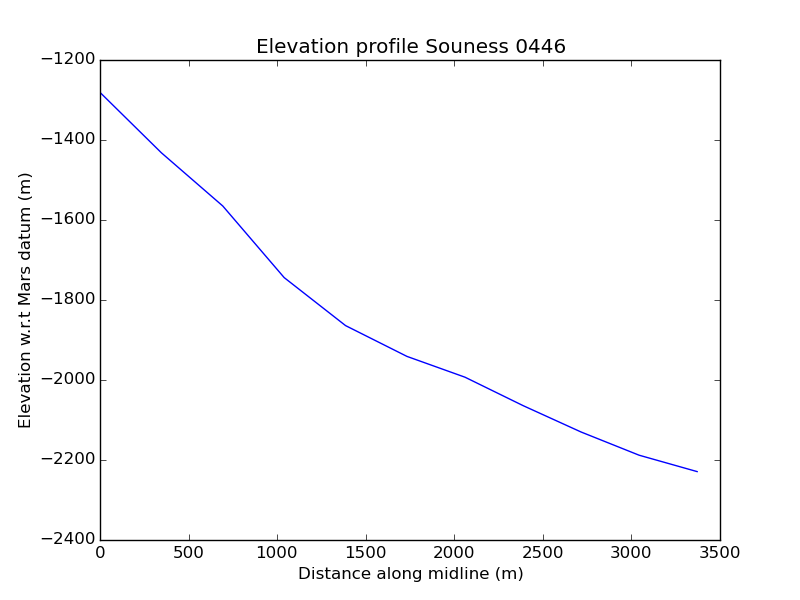 Elevation profile Souness 0446
−1200
−1400
−1600
−1800
−2000
−2200
−2400
Elevation w.r.t Mars datum (m)
0 500 1000 1500 2000 2500 3000 3500
Distance along midline (m)